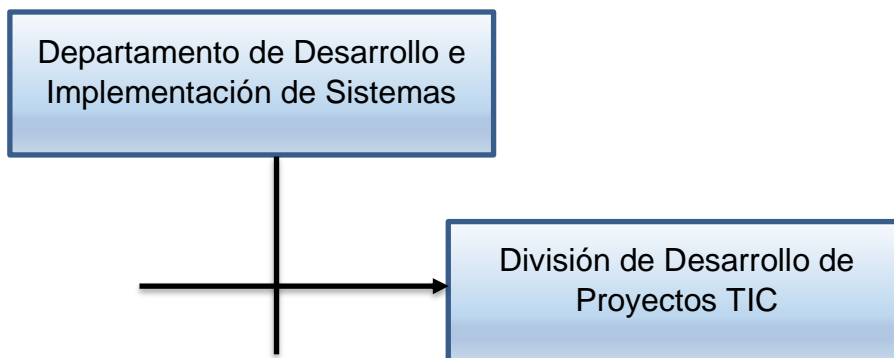 Departamento de Desarrollo e
Implementación de Sistemas
División de Desarrollo de
Proyectos TIC